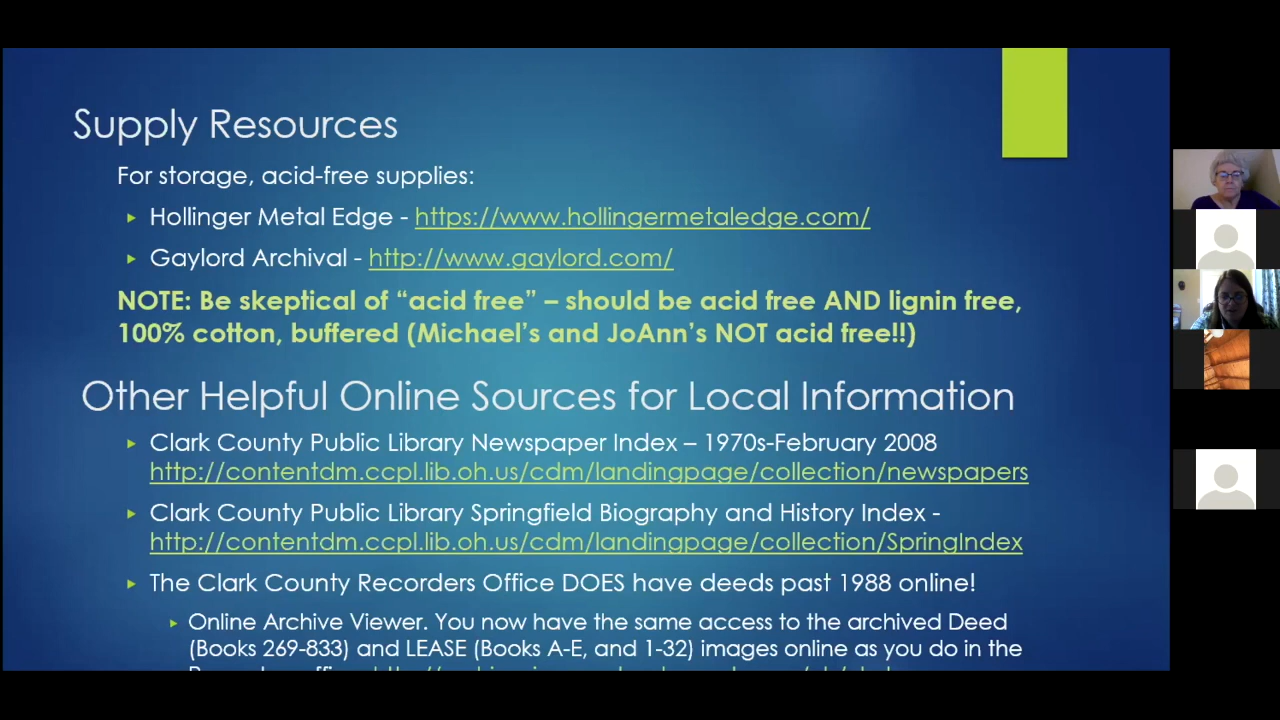 Supply Resources
For storage, acid-free supplies:
Hollinger Metal Edge - https://www.hollingermetaledge.com/
Gaylord Archival - http://www.gaylord.com/
NOTE: Be skeptical of “acid free” – should be acid free AND lignin free,
100% cotton, buffered (Michael’s and JoAnn’s NOT acid free!!)
Other Helpful Online Sources for Local Information
Clark County Public Library Newspaper Index – 1970s-February 2008
http://contentdm.ccpl.lib.oh.us/cdm/landingpage/collection/newspapers
Clark County Public Library Springfield Biography and History Index -
http://contentdm.ccpl.lib.oh.us/cdm/landingpage/collection/SpringIndex
The Clark County Recorders Office DOES have deeds past 1988 online!
Online Archive Viewer. You now have the same access to the archived Deed
(Books 269-833) and LEASE (Books A-E, and 1-32) images online as you do in the